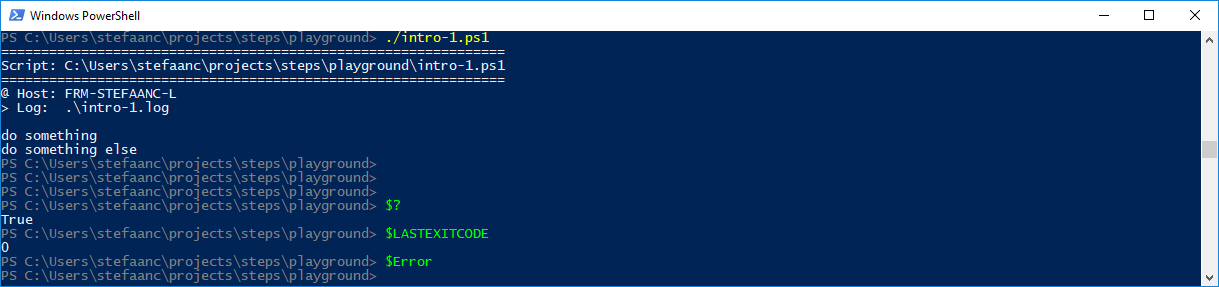 Windows PowerShell
PS C:\Users\stefaanc\projects\steps\playground> ./intro-1.ps1
===============================================================
Script: C:\Users\stefaanc\projects\steps\playground\intro-1.ps1
===============================================================
@ Host: FRM-STEFAANC-L
> Log:  .\intro-1.log
do something
do something else
PS C:\Users\stefaanc\projects\steps\playground>
PS C:\Users\stefaanc\projects\steps\playground>
PS C:\Users\stefaanc\projects\steps\playground>
PS C:\Users\stefaanc\projects\steps\playground> $?
True
PS C:\Users\stefaanc\projects\steps\playground> $LASTEXITCODE
0
PS C:\Users\stefaanc\projects\steps\playground> $Error
PS C:\Users\stefaanc\projects\steps\playground>